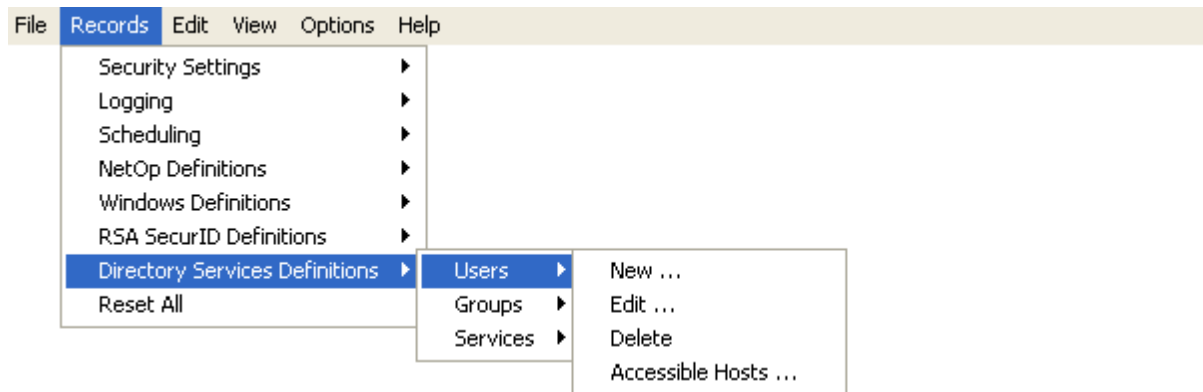 File Records Edit View Options Help
Security Settings
Logging
Scheduling
NetOp Definitions
Windows Definitions
RSA SecurID Definitions
Directory Services Definitions Users New ...
Reset All Groups Edit ...
Services Delete
Accessible Hosts ...